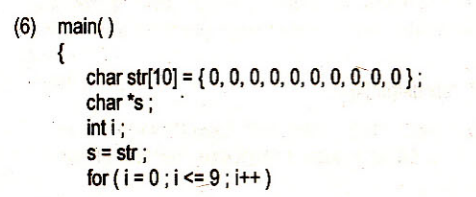 (6) main( )
{
char str[10] = { 0, 0, 0, 0, 0, 0, 0, 0, 0, 0 } ;
char *s ;
int i ;
s = str ;
for ( i = 0 ; i <= 9 ; i++ )